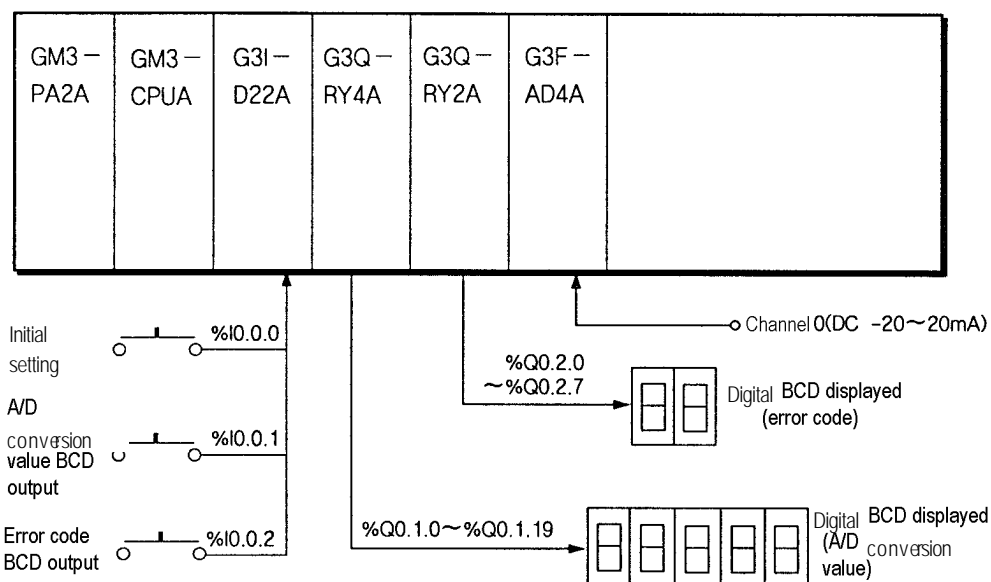 GM3－
PA2A
GM3－
CPUA
G3I－
D22A
G3Q－
RY4A
G3Q－
RY2A
G3F－
AD4A
Initial
setting
%I0.0.0
Channel 0(DC -20～20mA)
%Q0.2.0
～%Q0.2.7
Digital BCD displayed
(error code)
A/D
conversion
value BCD
output
%I0.0.1
Error code
BCD output
%I0.0.2
%Q0.1.0～%Q0.1.19
Digital BCD displayed
(A/D conversion
value)